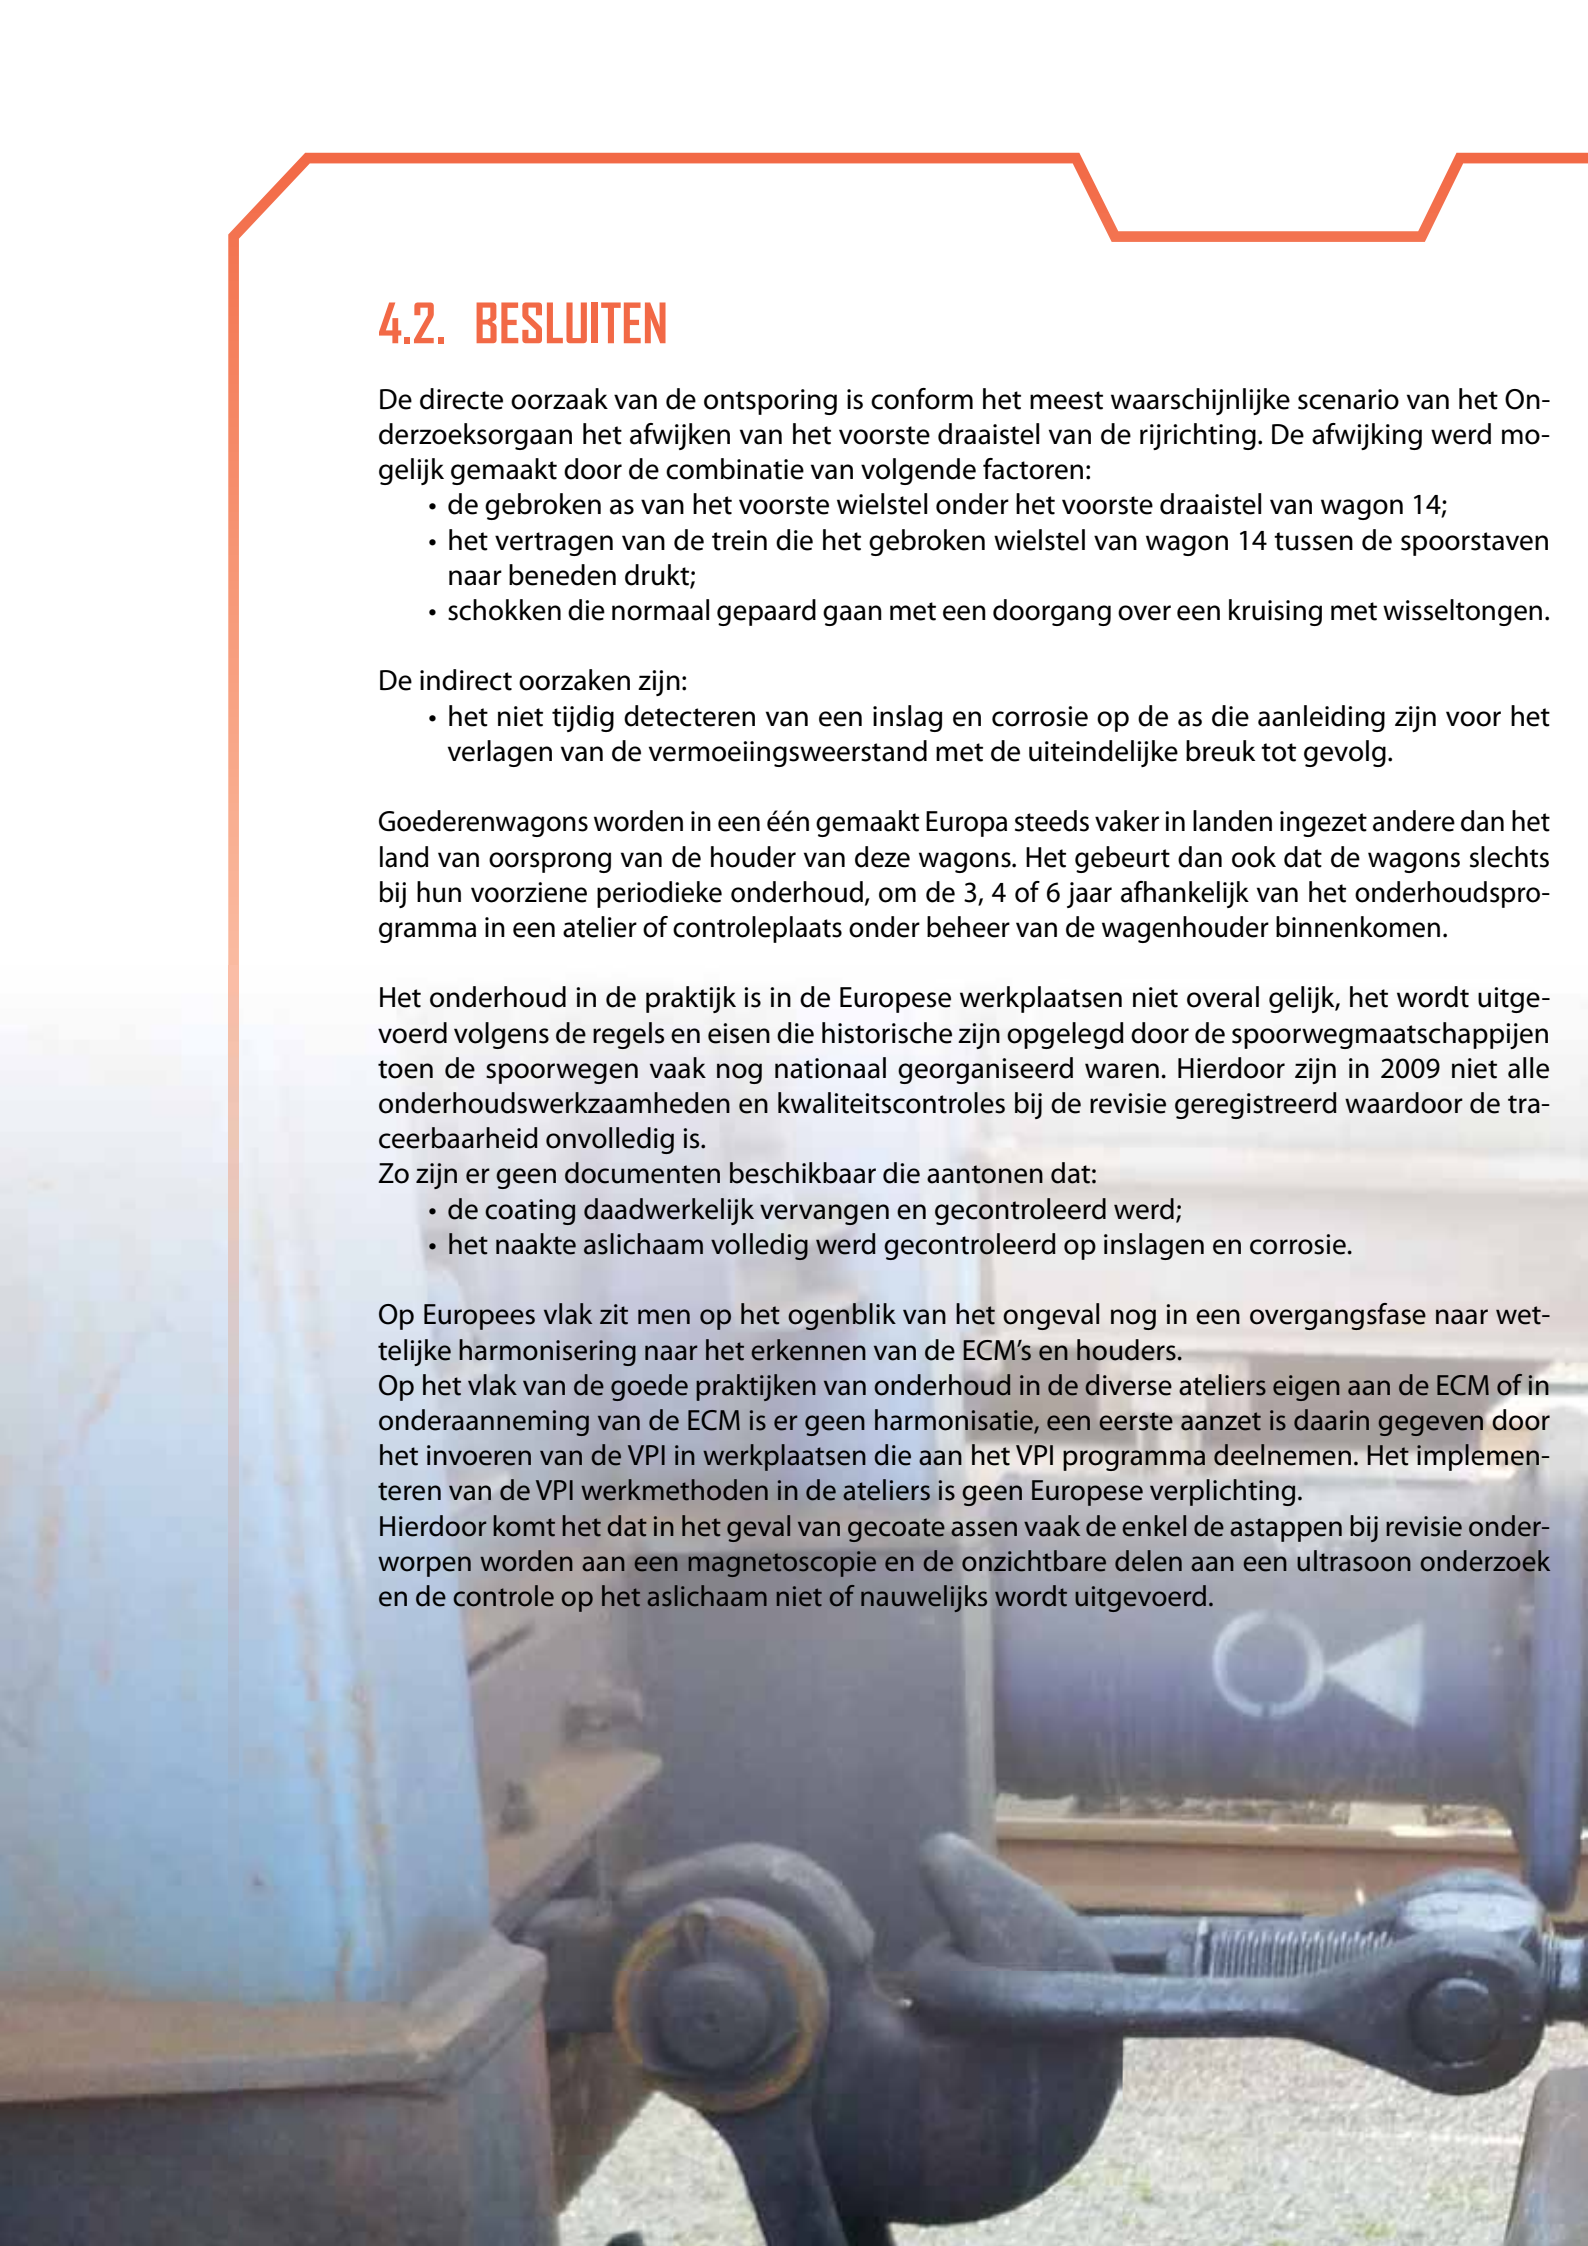 4.2. BESLUITEN
De directe oorzaak van de ontsporing is conform het meest waarschijnlijke scenario van het On-
derzoeksorgaan het afwijken van het voorste draaistel van de rijrichting. De afwijking werd mo-
gelijk gemaakt door de combinatie van volgende factoren:
• de gebroken as van het voorste wielstel onder het voorste draaistel van wagon 14;
• het vertragen van de trein die het gebroken wielstel van wagon 14 tussen de spoorstaven
naar beneden drukt;
• schokken die normaal gepaard gaan met een doorgang over een kruising met wisseltongen.
De indirect oorzaken zijn:
• het niet tijdig detecteren van een inslag en corrosie op de as die aanleiding zijn voor het
verlagen van de vermoeiingsweerstand met de uiteindelijke breuk tot gevolg.
Goederenwagons worden in een één gemaakt Europa steeds vaker in landen ingezet andere dan het
land van oorsprong van de houder van deze wagons. Het gebeurt dan ook dat de wagons slechts
bij hun voorziene periodieke onderhoud, om de 3, 4 of 6 jaar afhankelijk van het onderhoudspro-
gramma in een atelier of controleplaats onder beheer van de wagenhouder binnenkomen.
Het onderhoud in de praktijk is in de Europese werkplaatsen niet overal gelijk, het wordt uitge-
voerd volgens de regels en eisen die historische zijn opgelegd door de spoorwegmaatschappijen
toen de spoorwegen vaak nog nationaal georganiseerd waren. Hierdoor zijn in 2009 niet alle
onderhoudswerkzaamheden en kwaliteitscontroles bij de revisie geregistreerd waardoor de tra-
ceerbaarheid onvolledig is.
Zo zijn er geen documenten beschikbaar die aantonen dat:
• de coating daadwerkelijk vervangen en gecontroleerd werd;
• het naakte aslichaam volledig werd gecontroleerd op inslagen en corrosie.
Op Europees vlak zit men op het ogenblik van het ongeval nog in een overgangsfase naar wet-
telijke harmonisering naar het erkennen van de ECM's en houders.
Op het vlak van de goede praktijken van onderhoud in de diverse ateliers eigen aan de ECM of in
onderaanneming van de ECM is er geen harmonisatie, een eerste aanzet is daarin gegeven door
het invoeren van de VPI in werkplaatsen die aan het VPI programma deelnemen. Het implemen-
teren van de VPI werkmethoden in de ateliers is geen Europese verplichting.
Hierdoor komt het dat in het geval van gecoate assen vaak de enkel de astappen bij revisie onder-
worpen worden aan een magnetoscopie en de onzichtbare delen aan een ultrasoon onderzoek
en de controle op het aslichaam niet of nauwelijks wordt uitgevoerd.